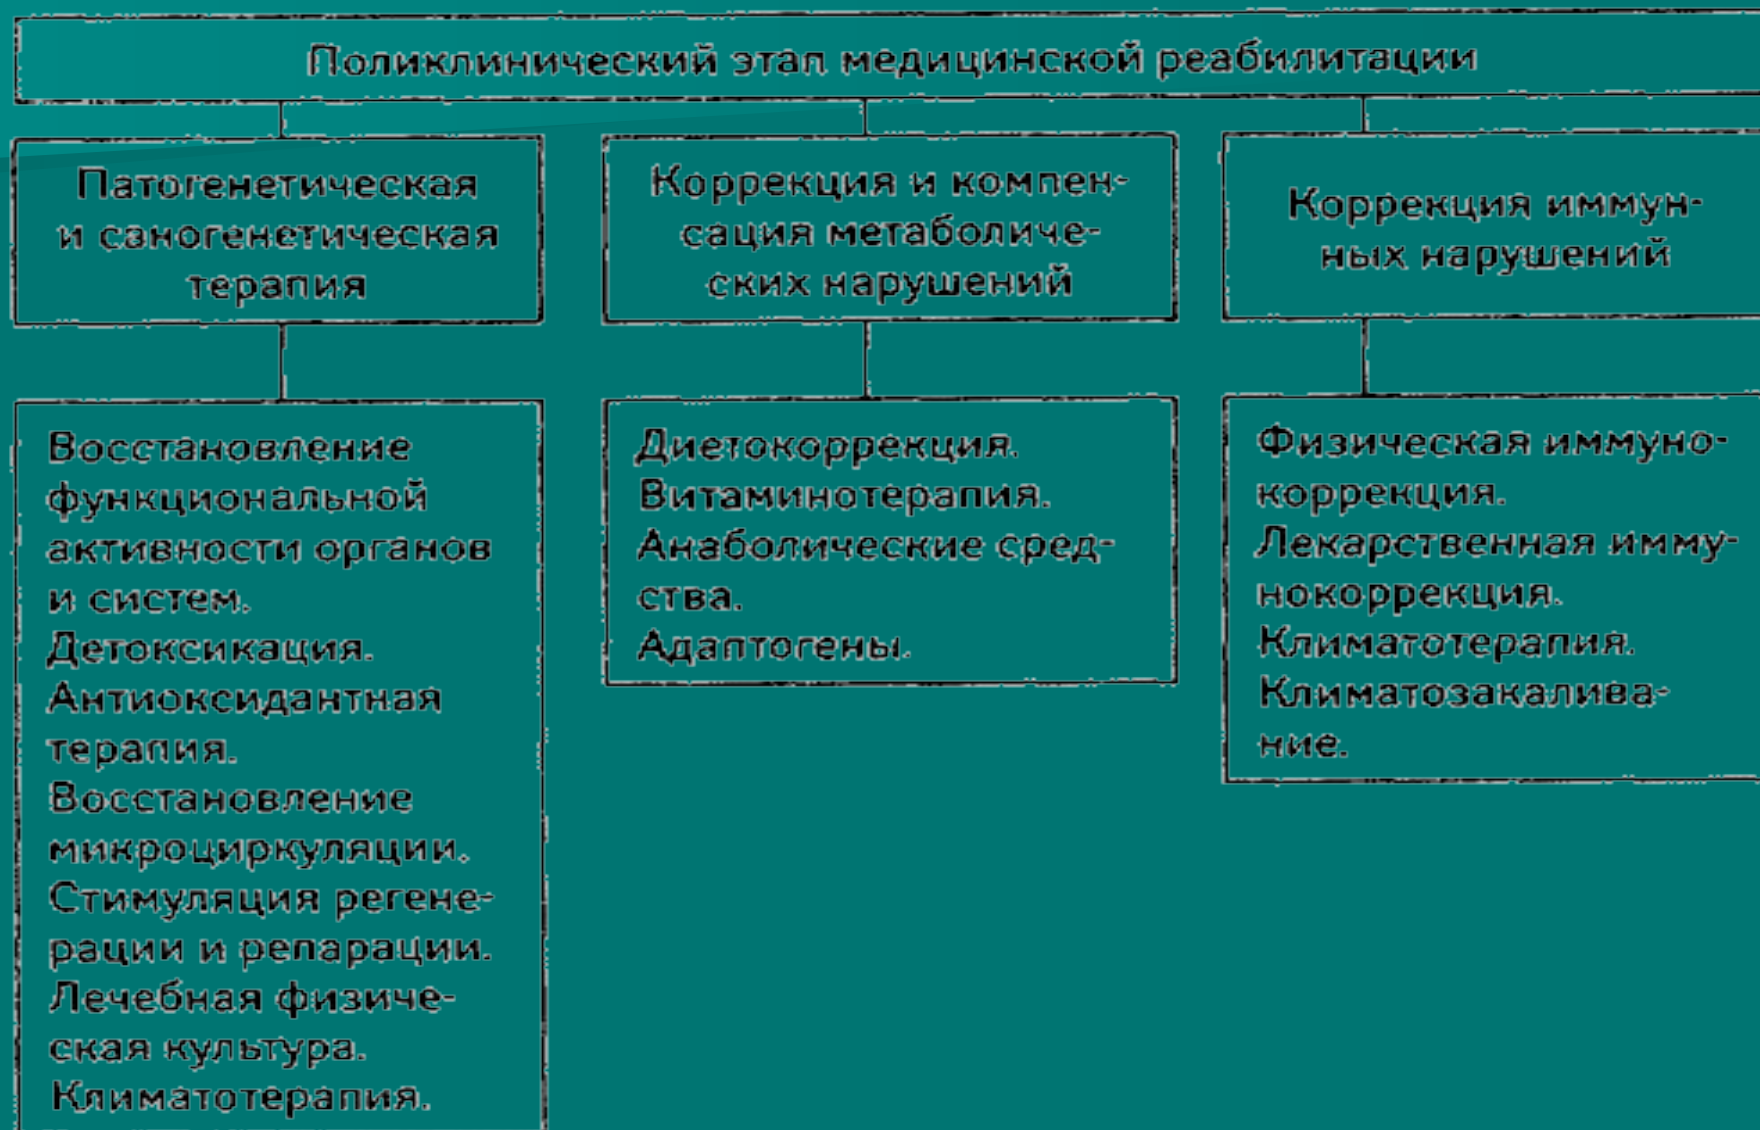 Поликлинический этап медицинской реабилитации
Патогенетическая
и саногенетическая
терапия
Коррекция и компен-
сация метаболиче-
ских нарушений
Коррекция иммун-
ных нарушений
Восстановление
функциональной
активности органов
и систем.
Детоксикация.
Антиоксидантная
терапия.
Восстановление
микроциркуляции.
Стимуляция регене-
рации и репарации.
Лечебная физиче-
ская культура.
Климатотерапия.
Диетокоррекция.
Витаминотерапия.
Анаболические сред-
ства.
Адаптогены.
Физическая иммуно-
коррекция.
Лекарственная имму-
нокоррекция.
Климатотерапия.
Климатозакалива-
ние.